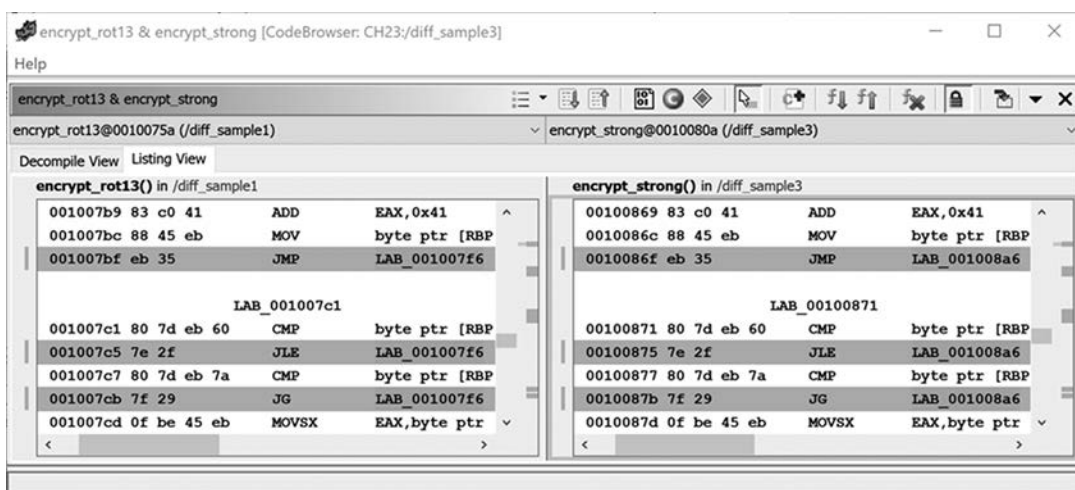 encrypt_rot13 & encrypt_strong [CodeBrowser: CH23:/diff_sample3]
Help
encrypt_rot13 & encrypt_strong
encrypt_rot13@0010075a (/diff_sample1)
encrypt_strong@0010080a (/diff_sample3)
Decompile View Listing View
encrypt_rot13() in /diff_sample1
001007b9 83 c0 41 ADD EAX,0x41
001007bc 88 45 eb MOV byte ptr [RBP
001007bf eb 35 JMP LAB_001007f6
LAB_001007c1
001007c1 80 7d eb 60 CMP byte ptr [RBP
001007c5 7e 2f JLE LAB_001007f6
001007c7 80 7d eb 7a CMP byte ptr [RBP
001007cb 7f 29 JG LAB_001007f6
001007cd 0f be 45 eb MOVSX EAX,byte ptr
encrypt_strong() in /diff_sample3
00100869 83 c0 41 ADD EAX,0x41
0010086c 88 45 eb MOV byte ptr [RBP
0010086f eb 35 JMP LAB_001008a6
LAB_00100871
00100871 80 7d eb 60 CMP byte ptr [RBP
00100875 7e 2f JLE LAB_001008a6
00100877 80 7d eb 7a CMP byte ptr [RBP
0010087b 7f 29 JG LAB_001008a6
0010087d 0f be 45 eb MOVSX EAX,byte ptr